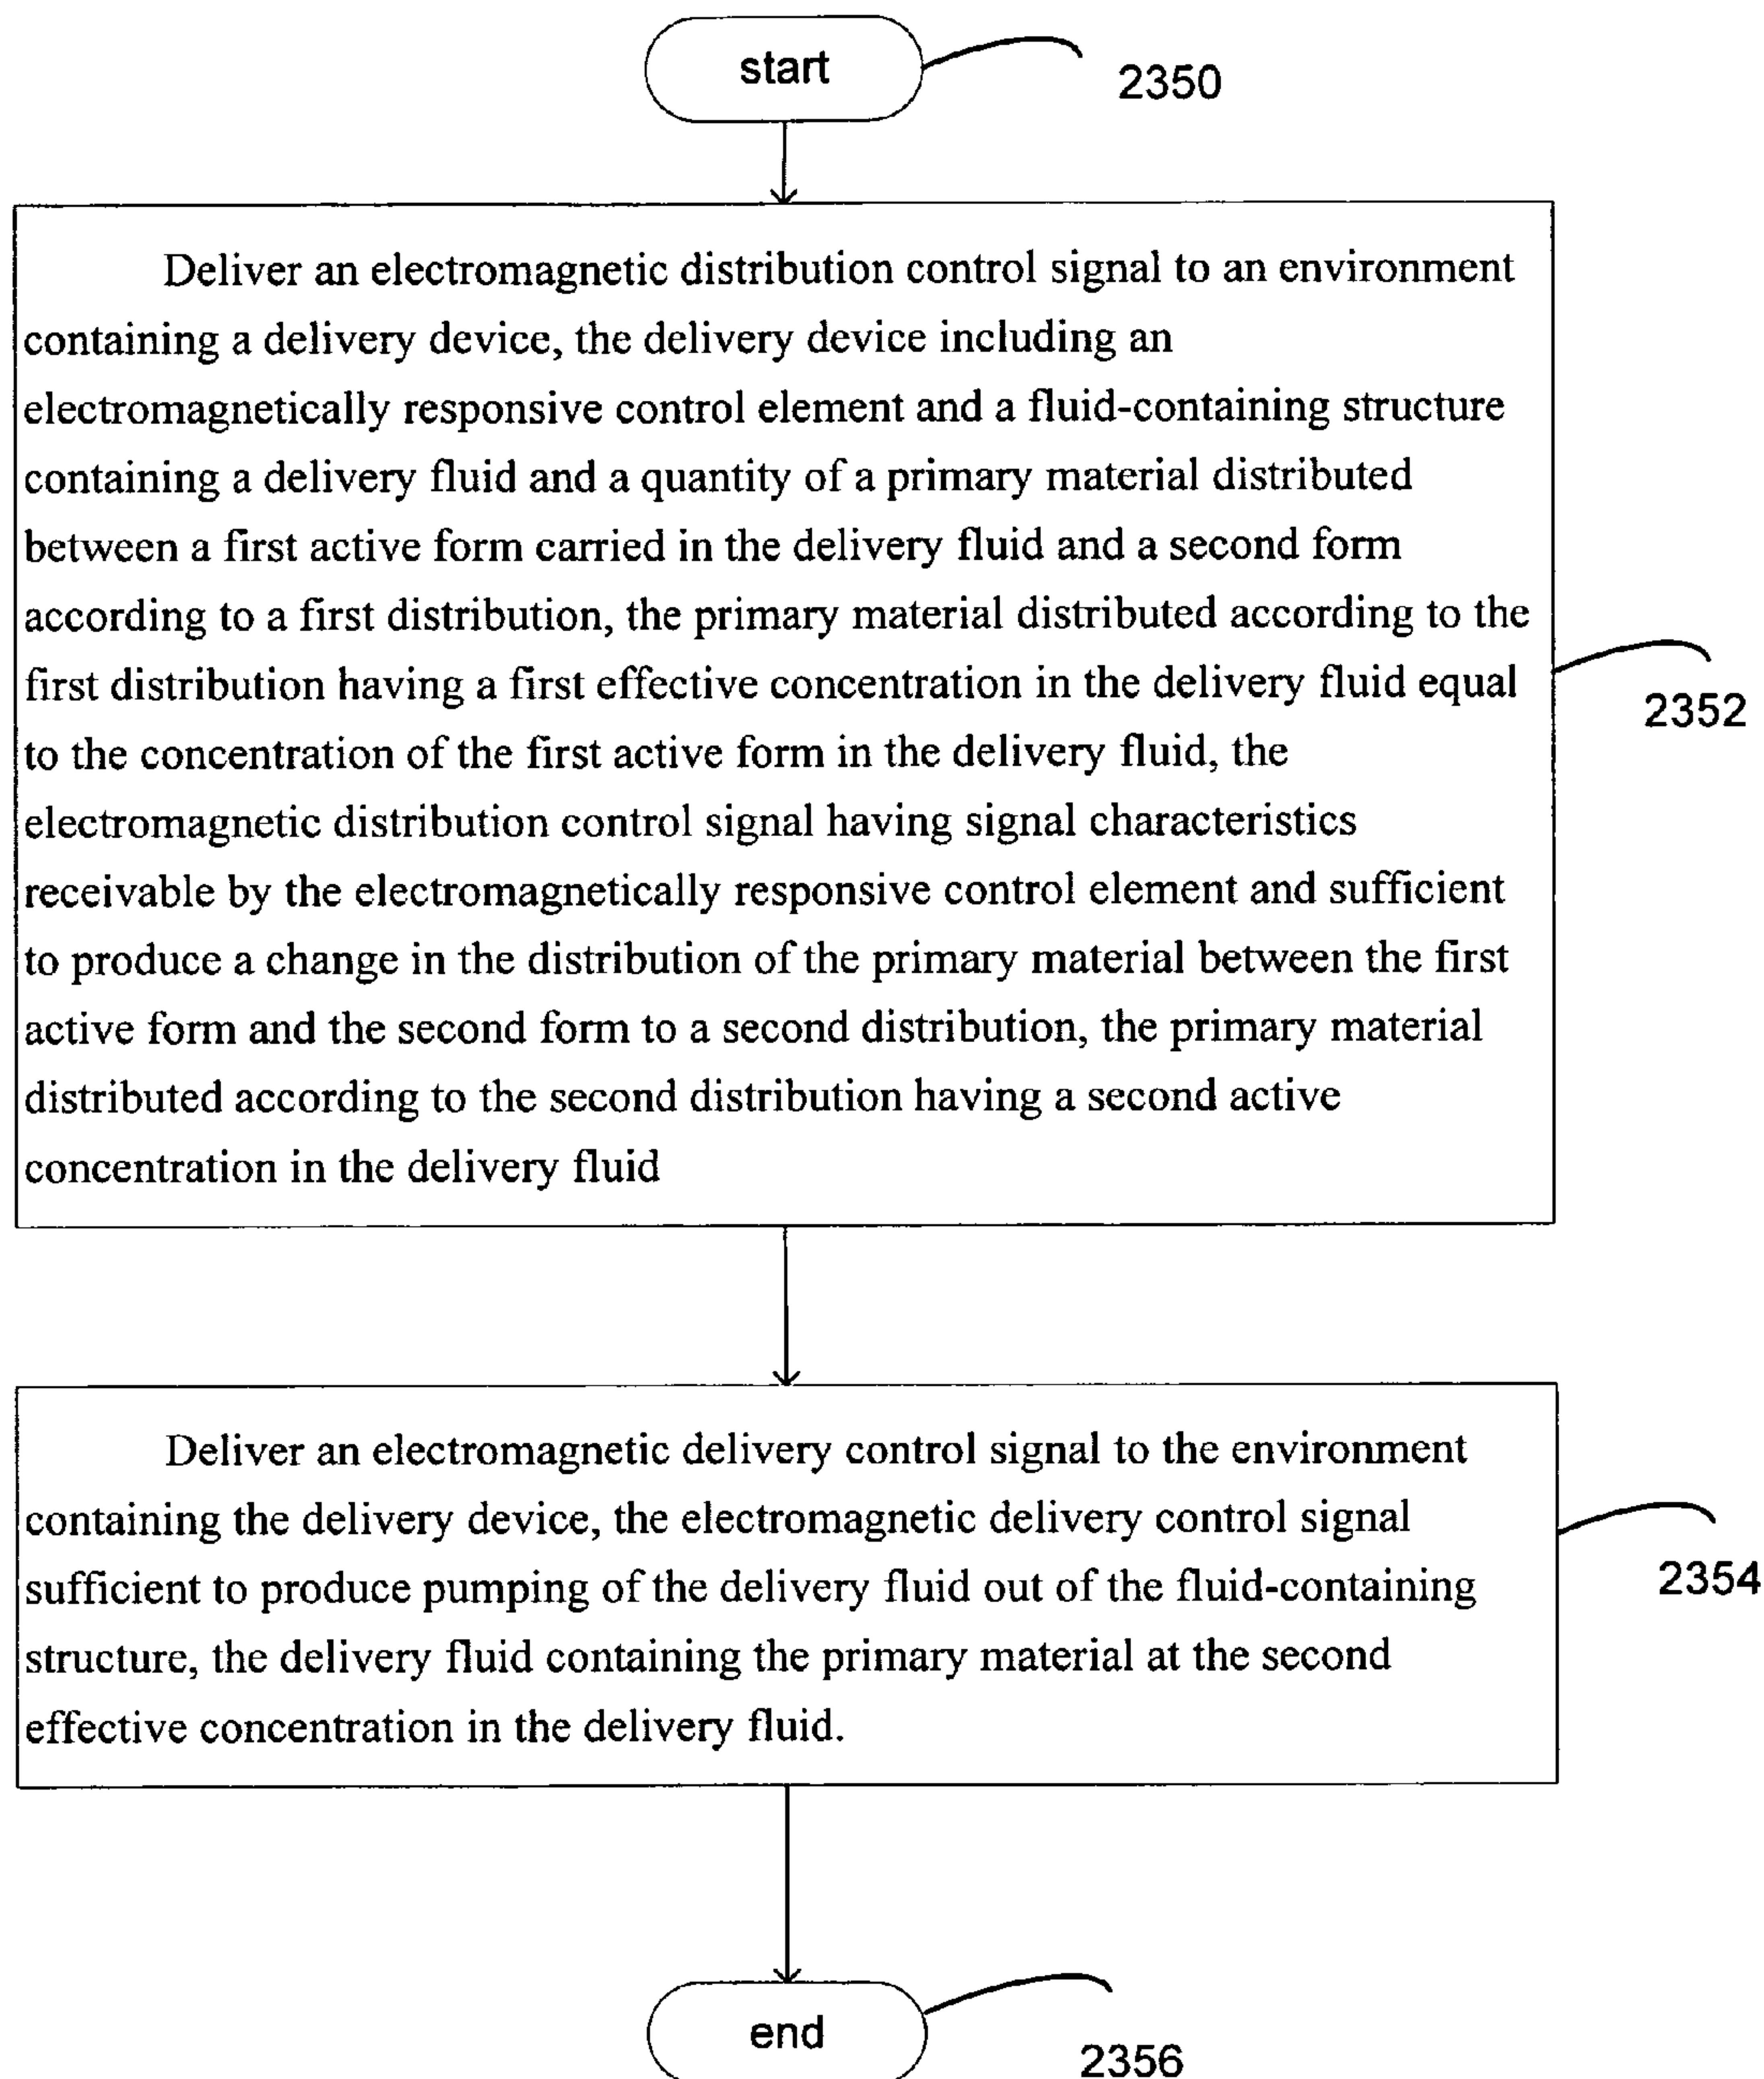 start
2350
Deliver an electromagnetic distribution control signal to an environment
containing a delivery device, the delivery device including an
electromagnetically responsive control element and a fluid-containing structure
containing a delivery fluid and a quantity of a primary material distributed
between a first active form carried in the delivery fluid and a second form
according to a first distribution, the primary material distributed according to the
first distribution having a first effective concentration in the delivery fluid equal
to the concentration of the first active form in the delivery fluid, the
electromagnetic distribution control signal having signal characteristics
receivable by the electromagnetically responsive control element and sufficient
to produce a change in the distribution of the primary material between the first
active form and the second form to a second distribution, the primary material
distributed according to the second distribution having a second active
concentration in the delivery fluid
2352
Deliver an electromagnetic delivery control signal to the environment
containing the delivery device, the electromagnetic delivery control signal
sufficient to produce pumping of the delivery fluid out of the fluid-containing
structure, the delivery fluid containing the primary material at the second
effective concentration in the delivery fluid.
2354
end
2356